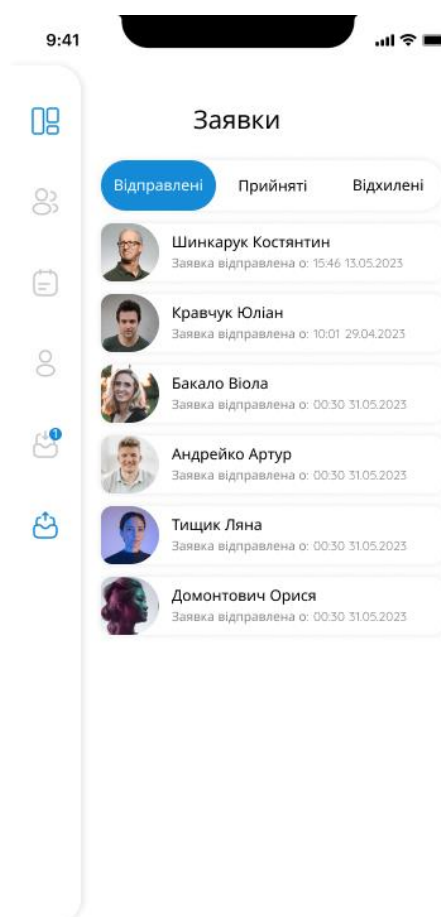 9:41
Заявки
Відправлені Прийняті Відхилені
Шинкарук Костянтин
Заявка відправлена о: 15:46 13.05.2023
Кравчук Юліан
Заявка відправлена о: 10:01 29.04.2023
Бакало Віола
Заявка відправлена о: 00:30 31.05.2023
1
Андрейко Артур
Заявка відправлена о: 00:30 31.05.2023
Тищик Ляна
Заявка відправлена о: 00:30 31.05.2023
Домонтович Орися
Заявка відправлена о: 00:30 31.05.2023